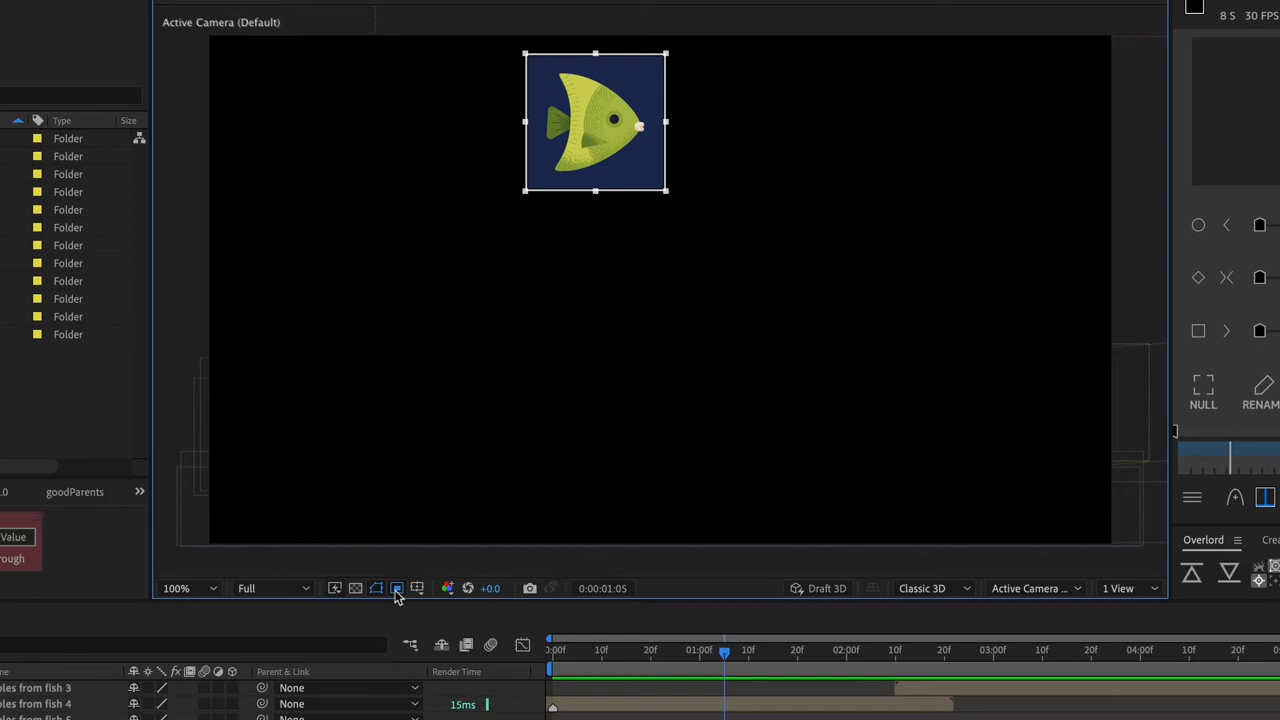 Active Camera (Default)
8 S 30 FPS
Type Size
Folder
Folder
Folder
Folder
Folder
Folder
Folder
Folder
Folder
Folder
Folder
Folder
NULL
RENAM
.0 goodParents
Value
rough
Overlord Crea
100% Full +0.0 0:00:01:05 Draft 3D Classic 3D Active Camera ... 1 View
0:00f 10f 20f 01:00f 10f 20f 02:00f 10f 20f 03:00f 10f 20f 04:00f 10f 20f
me Parent & Link Render Time
bles from fish 3 None
bles from fish 4 None 15ms